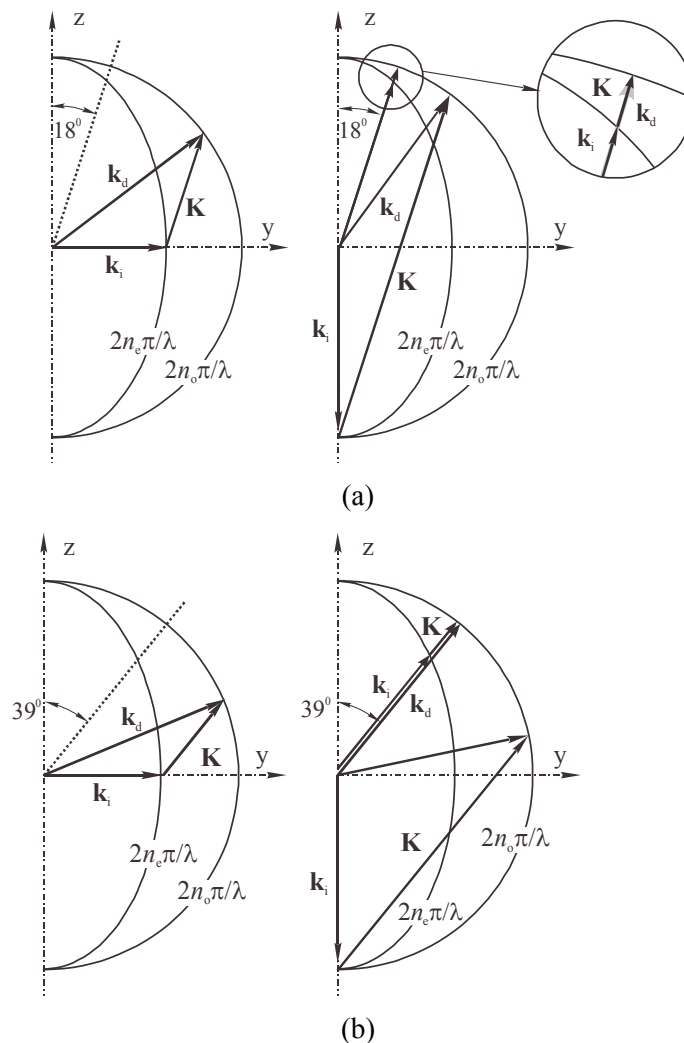 z
z
18⁰
18⁰
K
k_d
k_i
k_d
K
y
k_i
k_d
K
y
k_i
2n_eπ/λ
2n_oπ/λ
2n_eπ/λ
2n_oπ/λ
(a)
z
z
39⁰
k_d
K
y
k_i
2n_eπ/λ
2n_oπ/λ
39⁰
K
k_i
k_d
y
K
2n_oπ/λ
k_i
2n_eπ/λ
(b)